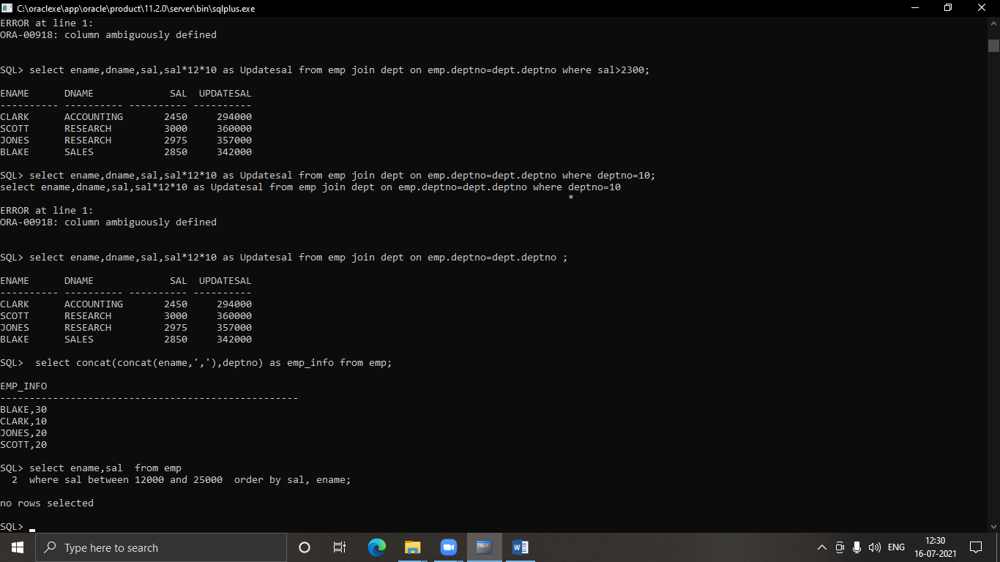 C:\oraclexe\app\oracle\product\11.2.0\server\bin\sqlplus.exe
ERROR at line 1:
ORA-00918: column ambiguously defined
SQL> select ename,dname,sal,sal*12*10 as Updatesal from emp join dept on emp.deptno=dept.deptno where sal>2300;
ENAME      DNAME             SAL  UPDATESAL
---------- ---------- ---------- ----------
CLARK      ACCOUNTING       2450     294000
SCOTT      RESEARCH         3000     360000
JONES      RESEARCH         2975     357000
BLAKE      SALES            2850     342000
SQL> select ename,dname,sal,sal*12*10 as Updatesal from emp join dept on emp.deptno=dept.deptno where deptno=10;
select ename,dname,sal,sal*12*10 as Updatesal from emp join dept on emp.deptno=dept.deptno where deptno=10
*
ERROR at line 1:
ORA-00918: column ambiguously defined
SQL> select ename,dname,sal,sal*12*10 as Updatesal from emp join dept on emp.deptno=dept.deptno ;
ENAME      DNAME             SAL  UPDATESAL
---------- ---------- ---------- ----------
CLARK      ACCOUNTING       2450     294000
SCOTT      RESEARCH         3000     360000
JONES      RESEARCH         2975     357000
BLAKE      SALES            2850     342000
SQL>  select concat(concat(ename,','),deptno) as emp_info from emp;
EMP_INFO
---------------------------------------------------
BLAKE,30
CLARK,10
JONES,20
SCOTT,20
SQL> select ename,sal  from emp
  2  where sal between 12000 and 25000  order by sal, ename;
no rows selected
SQL> _
Type here to search
SQL>
W
ENG
12:30
16-07-2021